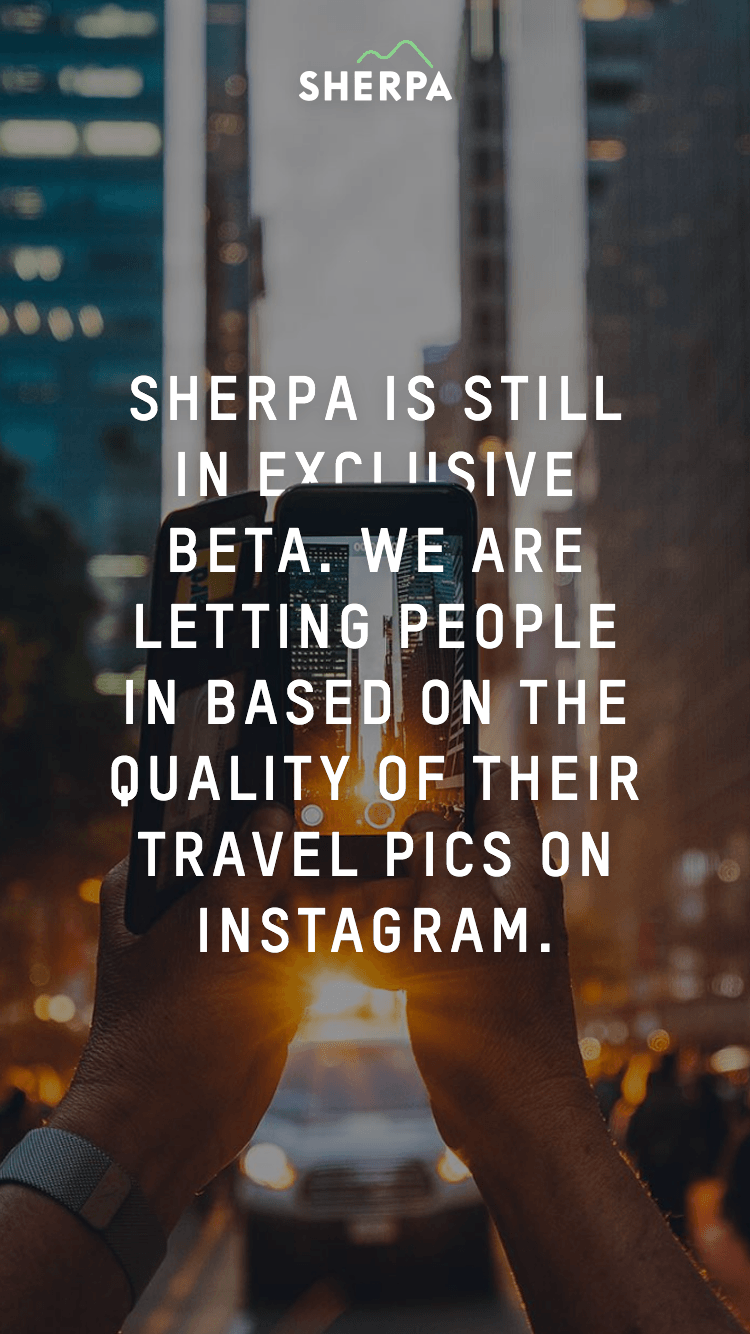 SHERPA
SHERPA IS STILL
IN EXCLUSIVE
BETA. WE ARE
LETTING PEOPLE
IN BASED ON THE
QUALITY OF THEIR
TRAVEL PICS ON
INSTAGRAM.